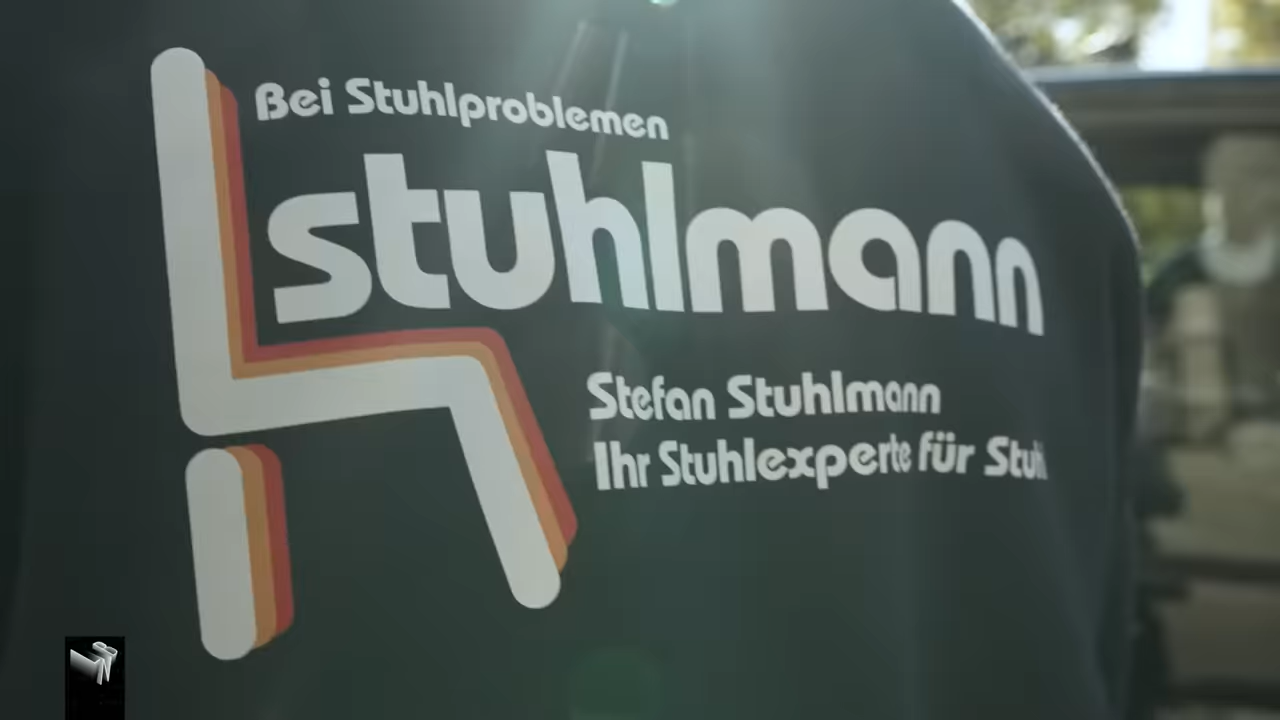 Bei Stuhlproblemen
stuhlmann
Stefan Stuhlmann
Ihr Stuhlexperte für